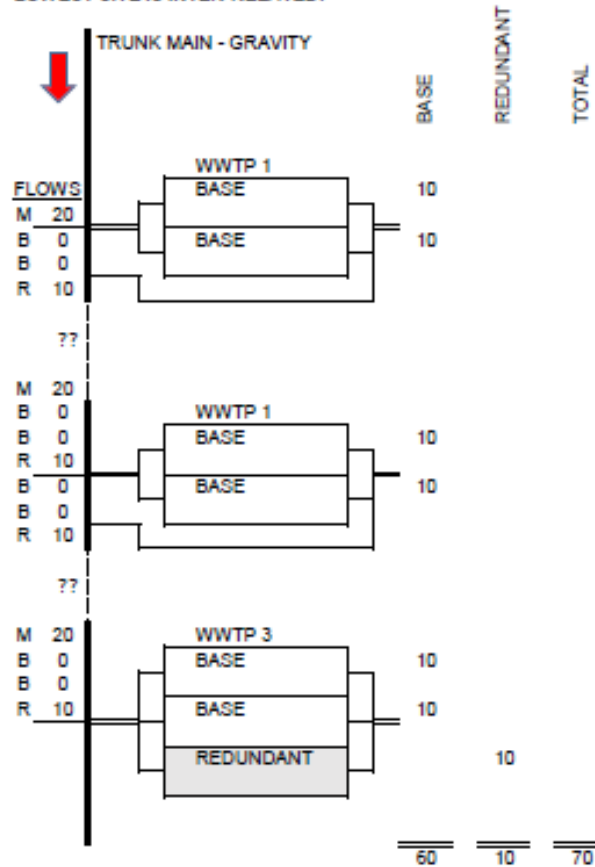 TRUNK MAIN - GRAVITY
BASE
REDUNDANT
TOTAL
WWTP 1
FLOWS
BASE 10
M 20
B 0
BASE 10
B 0
R 10
??
M 20
B 0
WWTP 1
B 0
BASE 10
R 10
B 0
BASE 10
B 0
R 10
??
M 20
WWTP 3
B 0
BASE 10
B 0
R 10
BASE 10
REDUNDANT 10
60 10 70